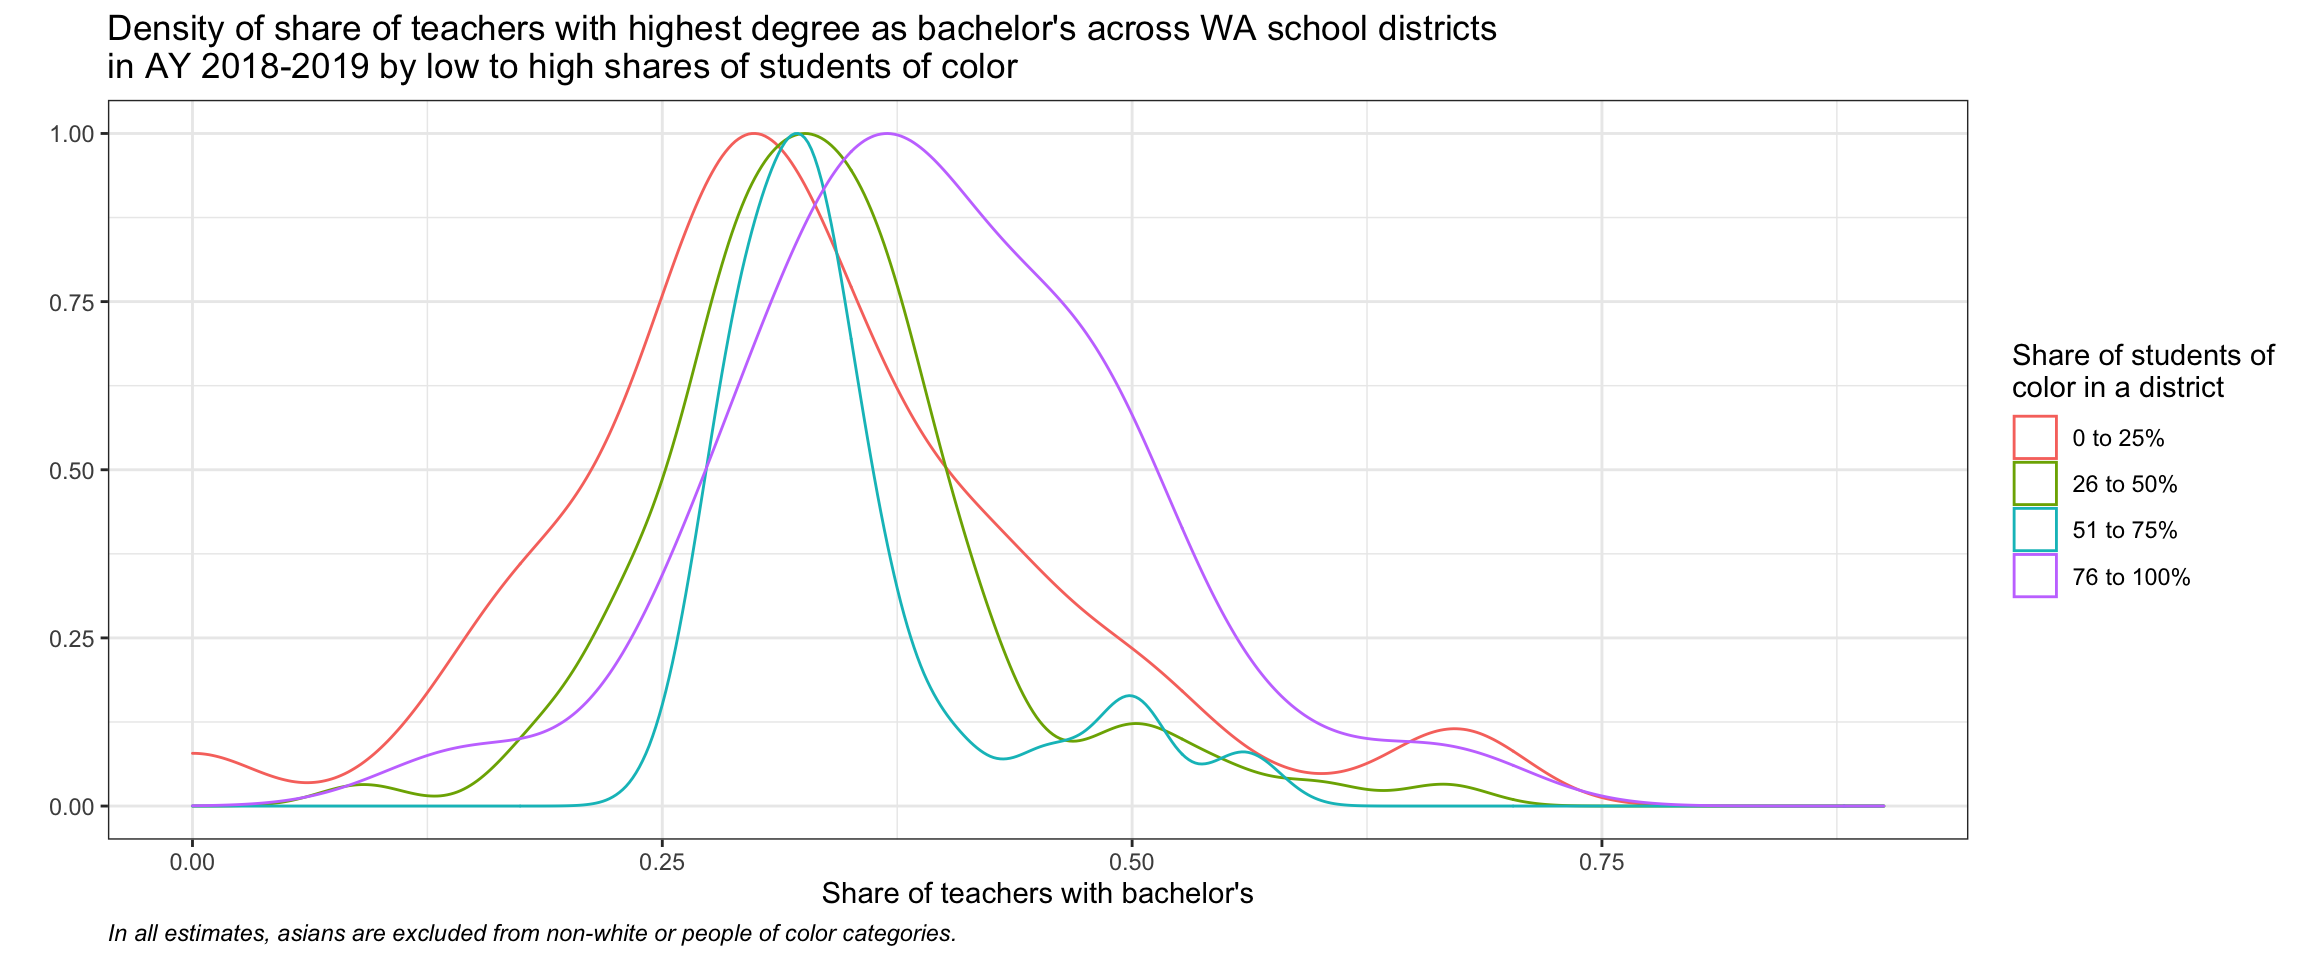 Density of share of teachers with highest degree as bachelor's across WA school districts
in AY 2018-2019 by low to high shares of students of color
1.00
0.75
0.50
0.25
0.00
0.00
0.25
0.50
0.75
Share of teachers with bachelor's
In all estimates, asians are excluded from non-white or people of color categories.
Share of students of
color in a district
0 to 25%
26 to 50%
51 to 75%
76 to 100%